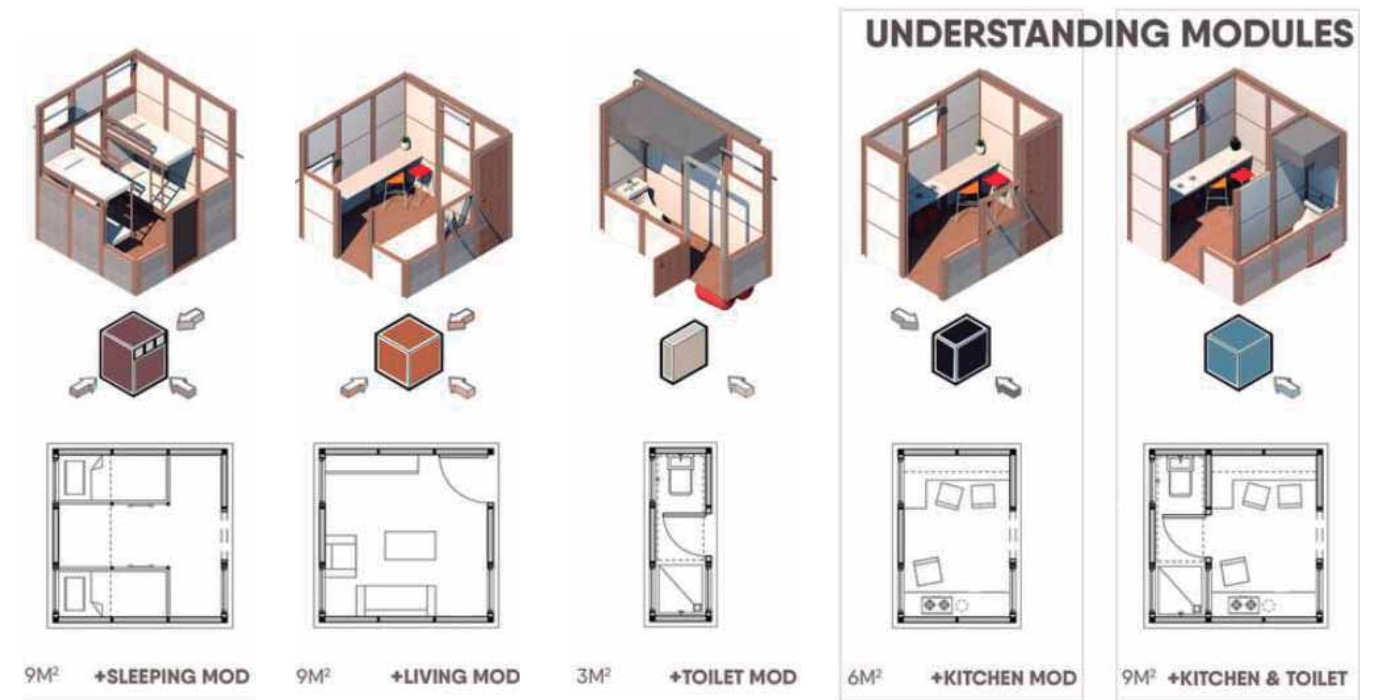 UNDERSTANDING MODULES
9M² +SLEEPING MOD
9M² +LIVING MOD
3M² +TOILET MOD
6M² +KITCHEN MOD
9M² +KITCHEN & TOILET